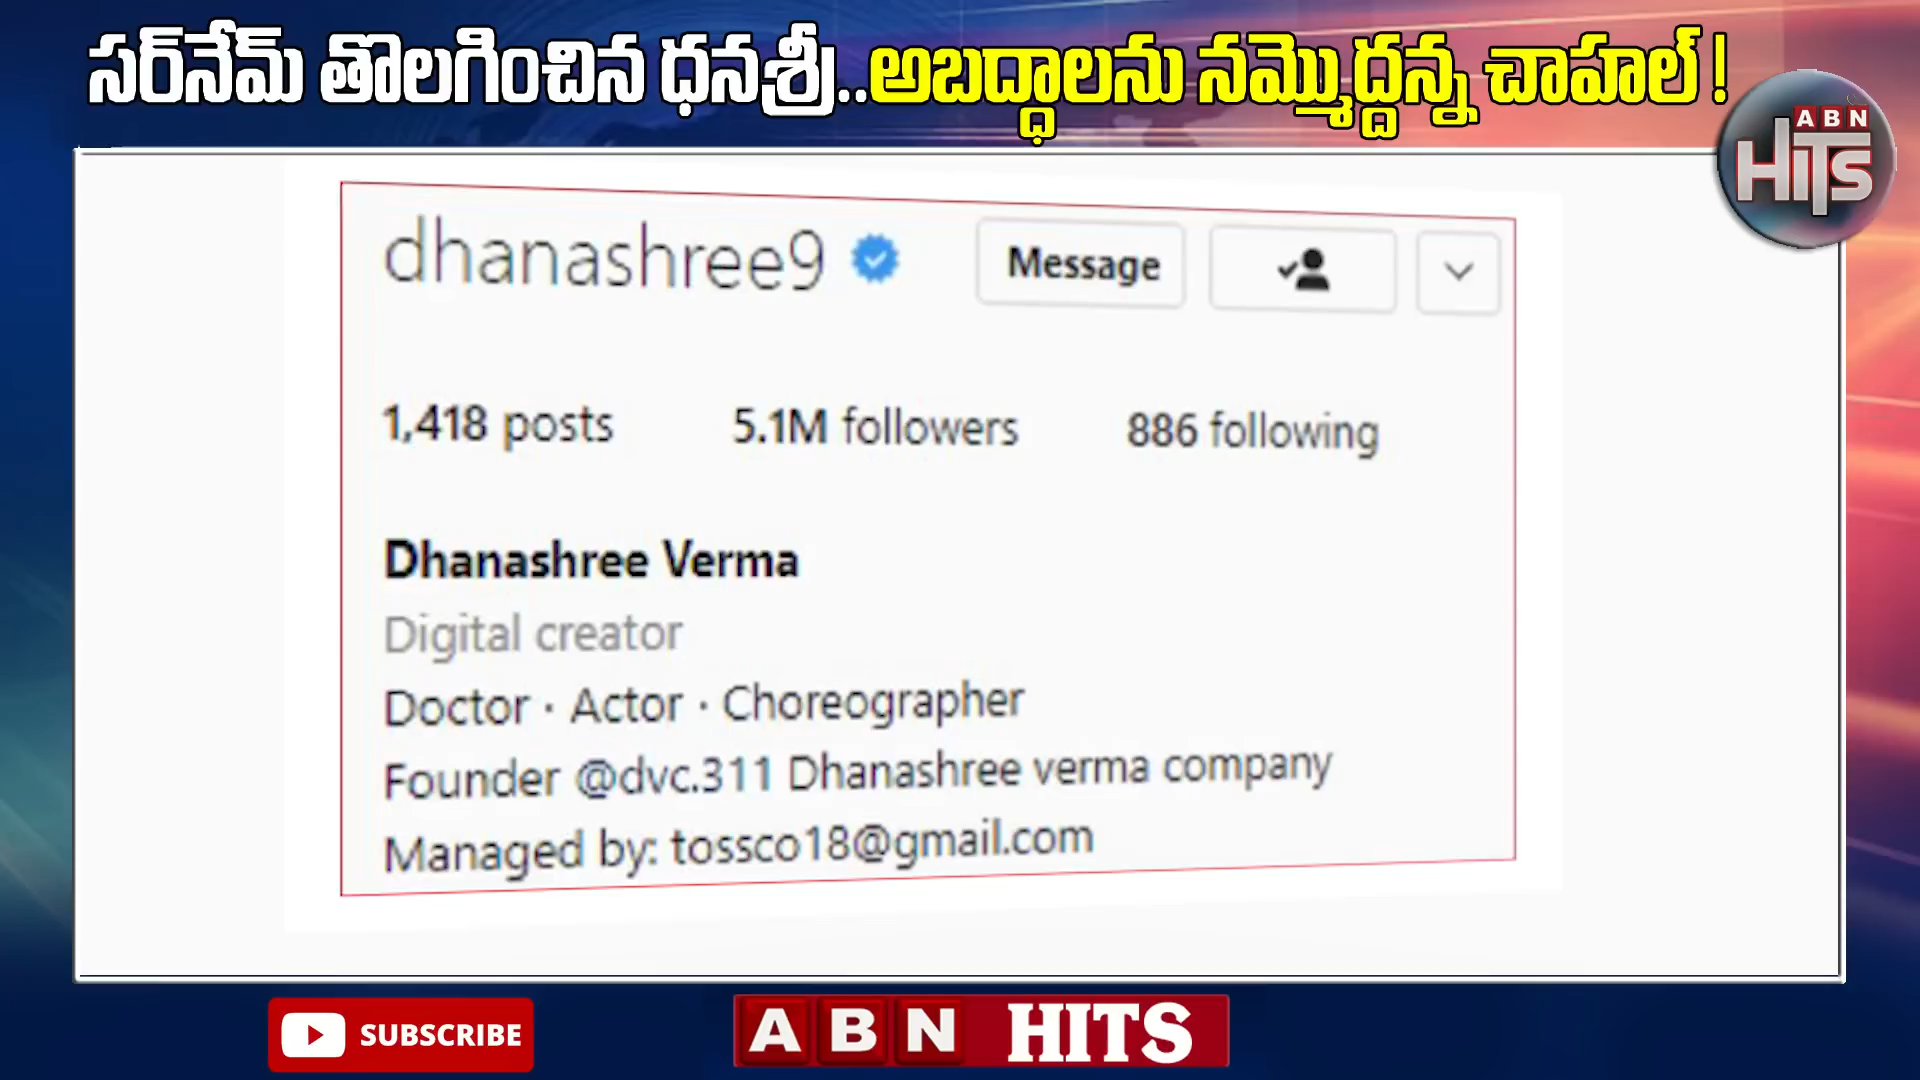 సర్‌నేమ్ తొలగించిన ధనశ్రీ..అబద్ధాలను నమ్మొద్దన్న చాహల్!
ABN
HITS
dhanashree9 Message
1,418 posts 5.1M followers 886 following
Dhanashree Verma
Digital creator
Doctor · Actor · Choreographer
Founder @dvc.311 Dhanashree verma company
Managed by: tossco18@gmail.com
SUBSCRIBE ABN HITS